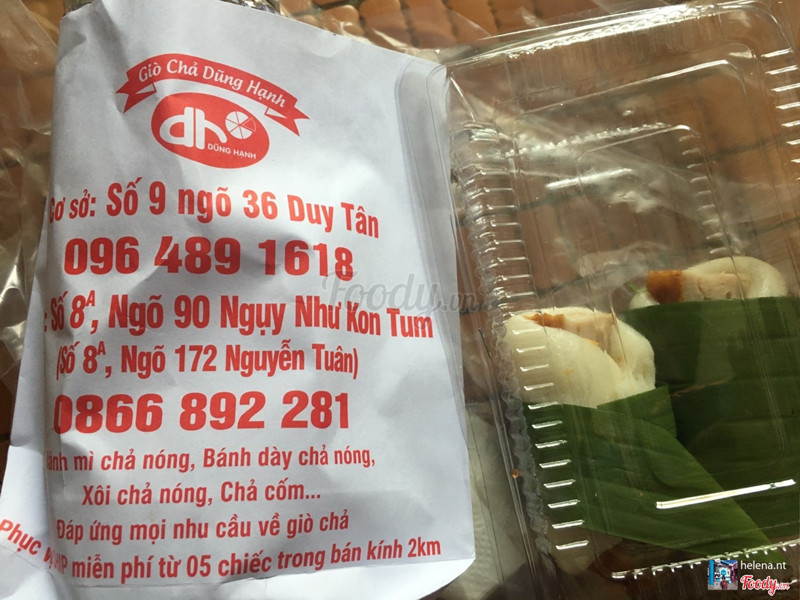 Giò Chả Dũng Hạnh
dh
DŨNG HẠNH
Cơ sở: Số 9 ngõ 36 Duy Tân
096 489 1618
: Số 8A, Ngõ 90 Ngụy Như Kon Tum
(Số 8A, Ngõ 172 Nguyễn Tuân)
0866 892 281
Bánh mì chả nóng, Bánh dày chả nóng,
Xôi chả nóng, Chả cốm...
Đáp ứng mọi nhu cầu về giò chả
Phục vụ miễn phí từ 05 chiếc trong bán kính 2km
Foody.vn
helena.nt
Foody.vn